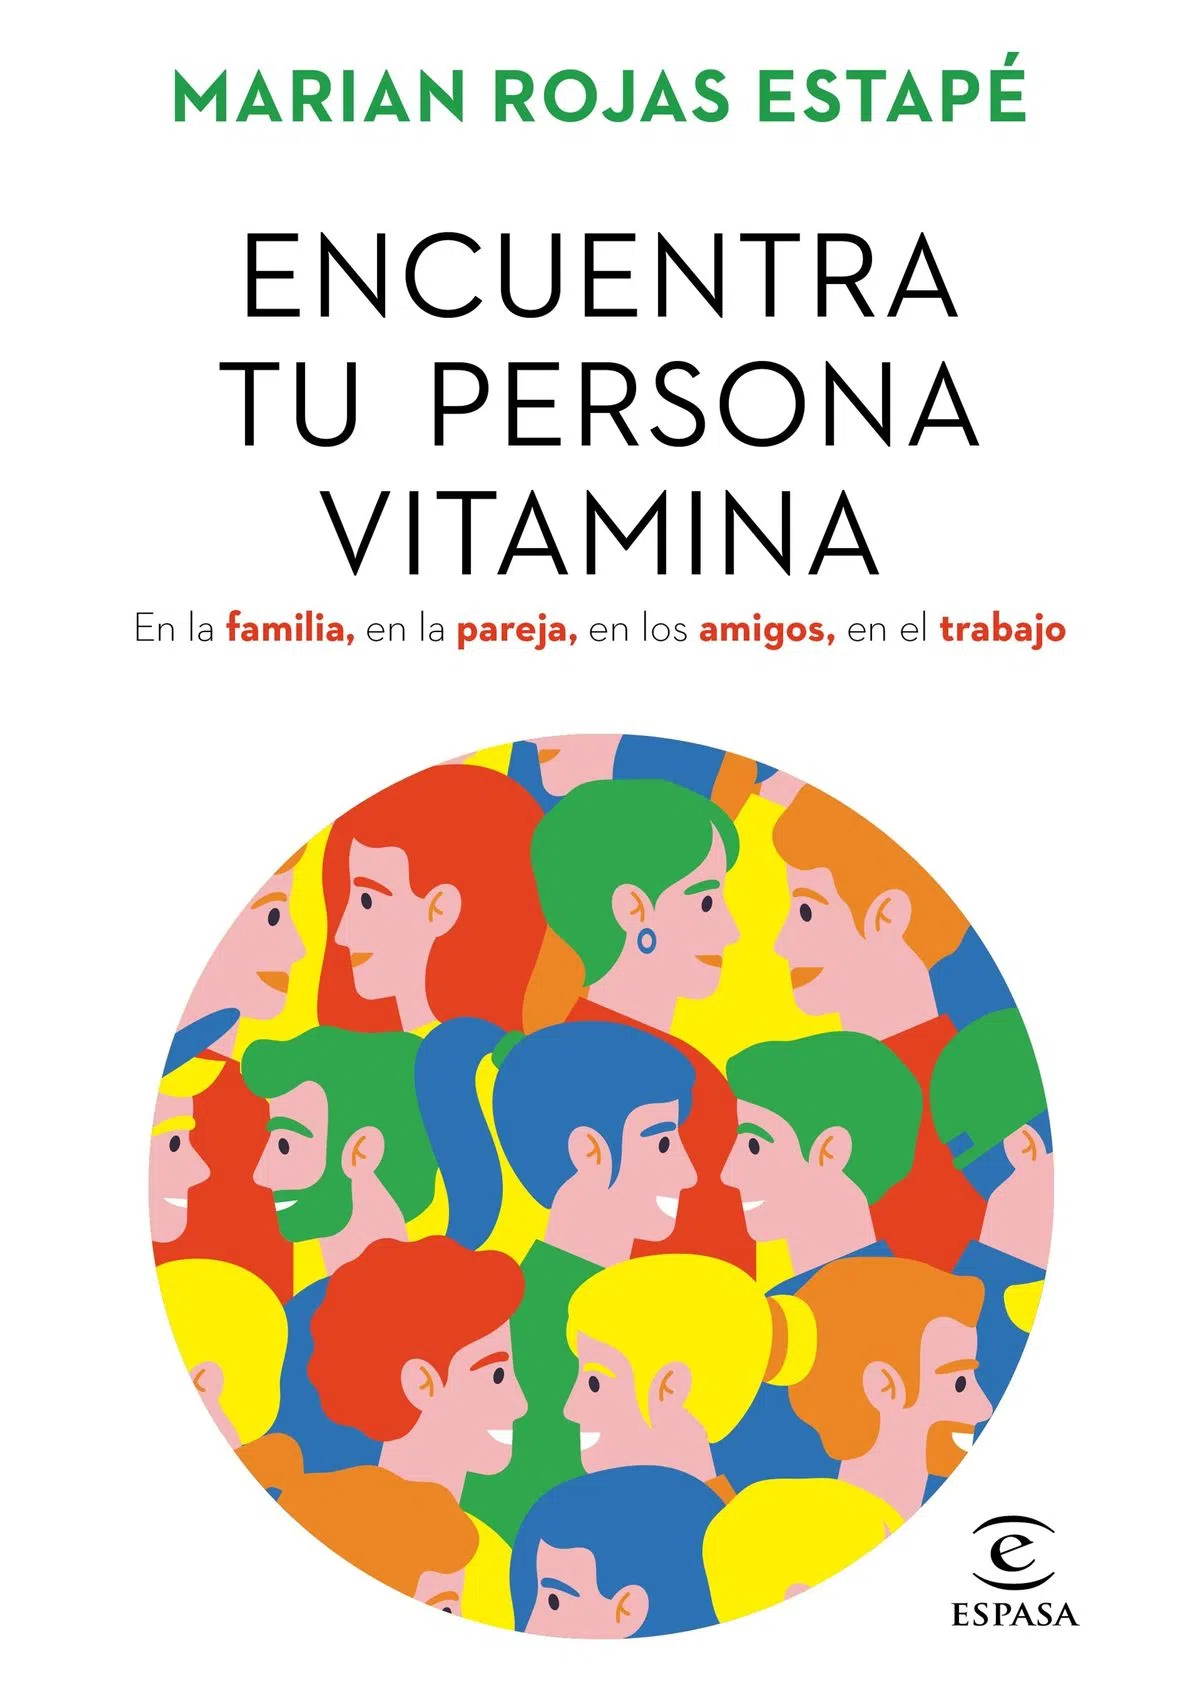 MARIAN ROJAS ESTAPÉ
ENCUENTRA
TU PERSONA
VITAMINA
En la familia, en la pareja, en los amigos, en el trabajo
e
ESPASA